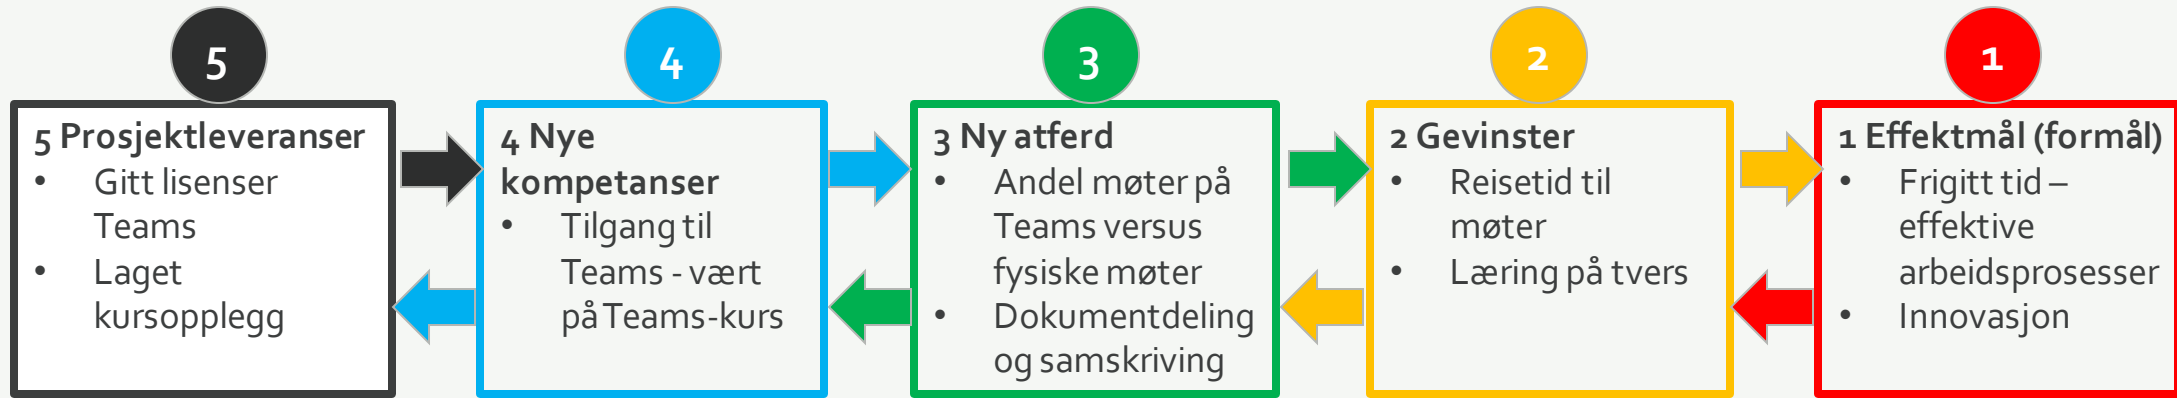 5
4
3
2
1
5 Prosjektleveranser
• Gitt lisenser
Teams
• Laget
kursopplegg
4 Nye
kompetanser
• Tilgang til
Teams - vært
på Teams-kurs
3 Ny atferd
• Andel møter på
Teams versus
fysiske møter
• Dokumentdeling
og samskriving
2 Gevinster
• Reisetid til
møter
• Læring på tvers
1 Effektmål (formål)
• Frigitt tid –
effektive
arbeidsprosesser
• Innovasjon